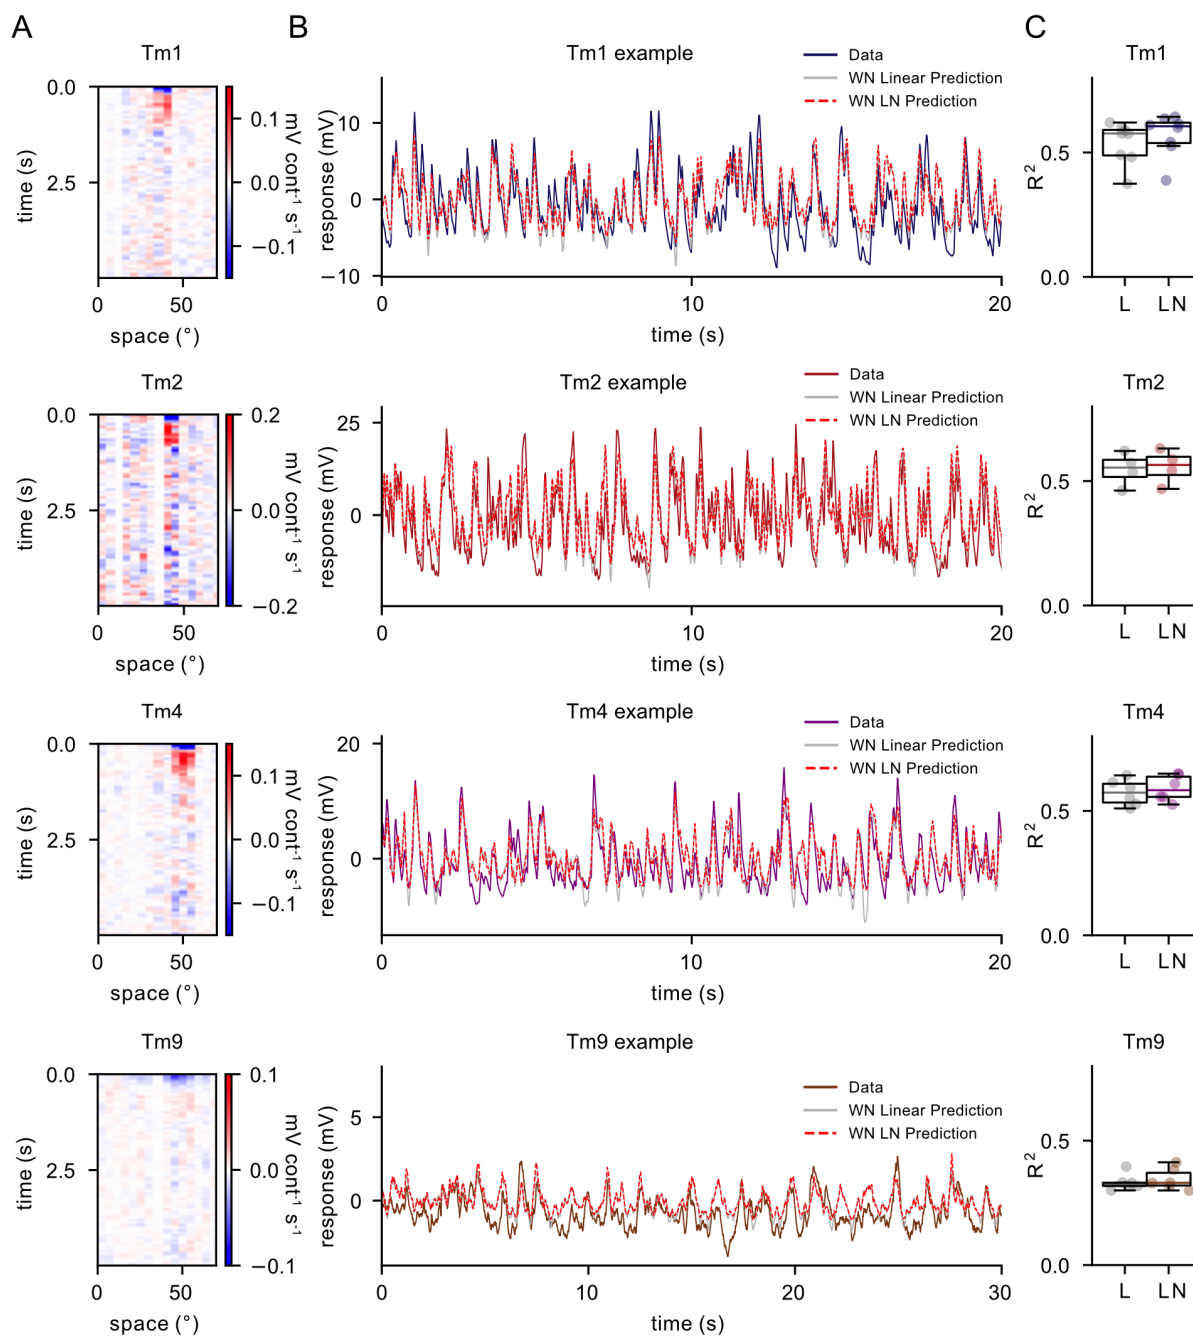 A
B
C
Tm1
Tm1 example
Tm1
Data
WN Linear Prediction
WN LN Prediction
0.0
2.5
time (s)
0
50
space (°)
0.1
0.0
−0.1
mV cont⁻¹ s⁻¹
response (mV)
10
0
−10
0
10
20
time (s)
R²
0.5
0.0
L
LN
Tm2
Tm2 example
Tm2
Data
WN Linear Prediction
WN LN Prediction
0.0
2.5
time (s)
0
50
space (°)
0.2
0.0
−0.2
mV cont⁻¹ s⁻¹
response (mV)
25
0
0
10
20
time (s)
R²
0.5
0.0
L
LN
Tm4
Tm4 example
Tm4
Data
WN Linear Prediction
WN LN Prediction
0.0
2.5
time (s)
0
50
space (°)
0.1
0.0
−0.1
mV cont⁻¹ s⁻¹
response (mV)
20
0
0
10
20
time (s)
R²
0.5
0.0
L
LN
Tm9
Tm9 example
Tm9
Data
WN Linear Prediction
WN LN Prediction
0.0
2.5
time (s)
0
50
space (°)
0.1
0.0
−0.1
mV cont⁻¹ s⁻¹
response (mV)
5
0
0
10
20
30
time (s)
R²
0.5
0.0
L
LN